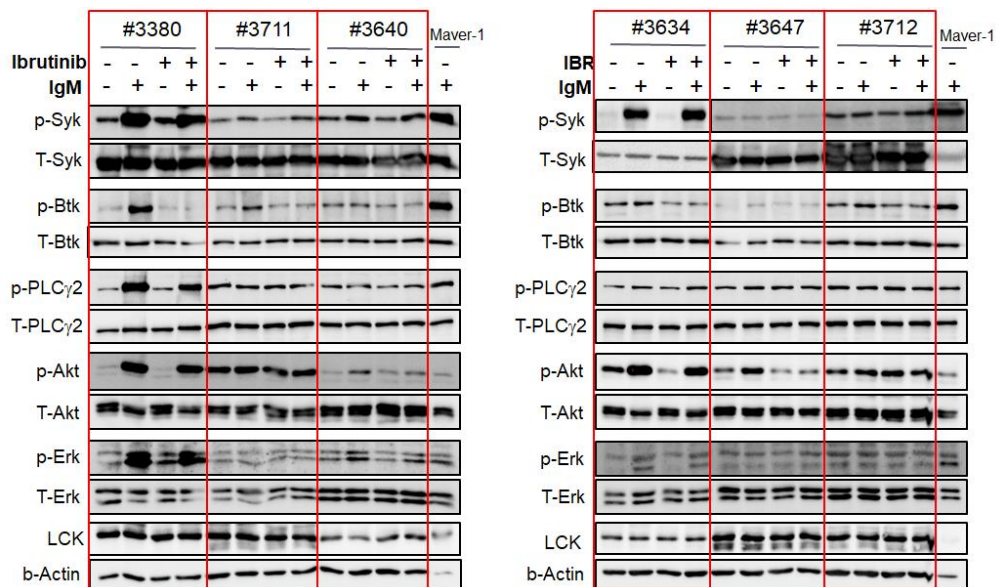 #3380 #3711 #3640 Maver-1
Ibrutinib - - + + - - + + - - + + -
IgM - + - + - + - + - + - + +
p-Syk
T-Syk
p-Btk
T-Btk
p-PLCγ2
T-PLCγ2
p-Akt
T-Akt
p-Erk
T-Erk
LCK
b-Actin
#3634 #3647 #3712 Maver-1
IBR - - + + - - + + - - + + -
IgM - + - + - + - + - + - + +
p-Syk
T-Syk
p-Btk
T-Btk
p-PLCγ2
T-PLCγ2
p-Akt
T-Akt
p-Erk
T-Erk
LCK
b-Actin